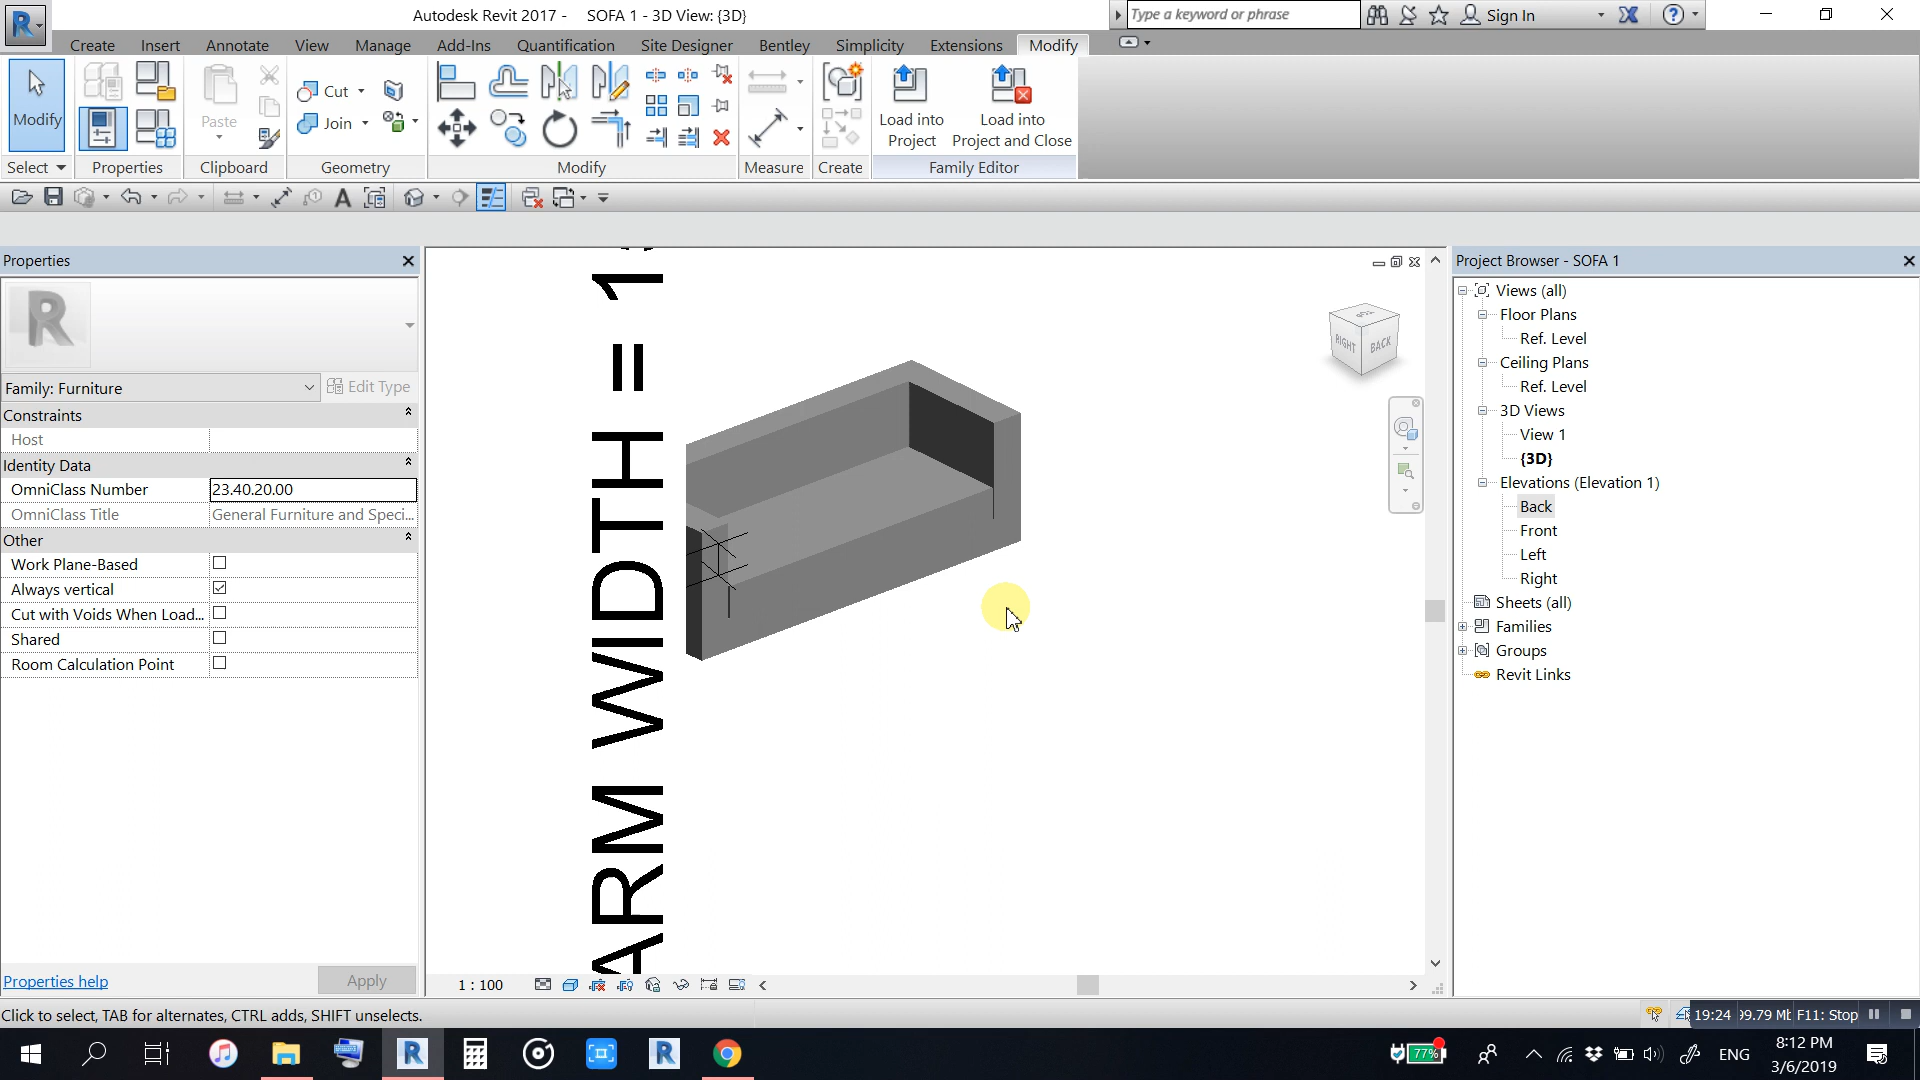 Autodesk Revit 2017 - SOFA 1 - 3D View: {3D}
Type a keyword or phrase
Sign In
Create Insert Annotate View Manage Add-Ins Quantification Site Designer Bentley Simplicity Extensions Modify
Modify
Paste
Cut
Join
Load into Project
Load into Project and Close
Select Properties Clipboard Geometry Modify Measure Create Family Editor
Properties
Family: Furniture
Edit Type
Constraints
Host
Identity Data
OmniClass Number 23.40.20.00
OmniClass Title General Furniture and Speci...
Other
Work Plane-Based
Always vertical
Cut with Voids When Load...
Shared
Room Calculation Point
Properties help
Apply
ARM WIDTH = 1
RIGHT
BACK
TOP
1 : 100
Project Browser - SOFA 1
Views (all)
Floor Plans
Ref. Level
Ceiling Plans
Ref. Level
3D Views
View 1
{3D}
Elevations (Elevation 1)
Back
Front
Left
Right
Sheets (all)
Families
Groups
Revit Links
Click to select, TAB for alternates, CTRL adds, SHIFT unselects.
19:24
F11: Stop
77%
ENG
8:12 PM
3/6/2019